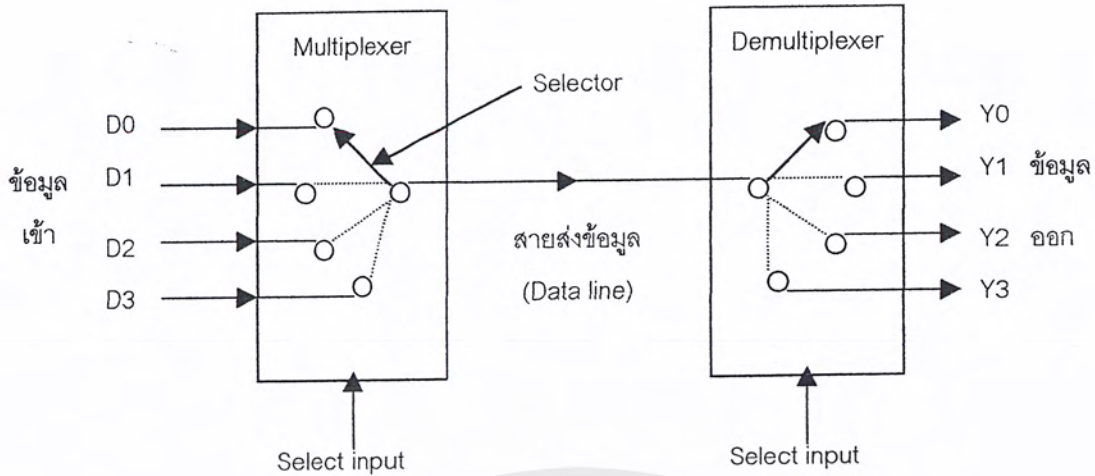 Multiplexer
Demultiplexer
Selector
D0
Y0
ข้อมูล
D1
Y1 ข้อมูล
เข้า
D2
สายส่งข้อมูล
Y2 ออก
D3
(Data line)
Y3
Select input
Select input